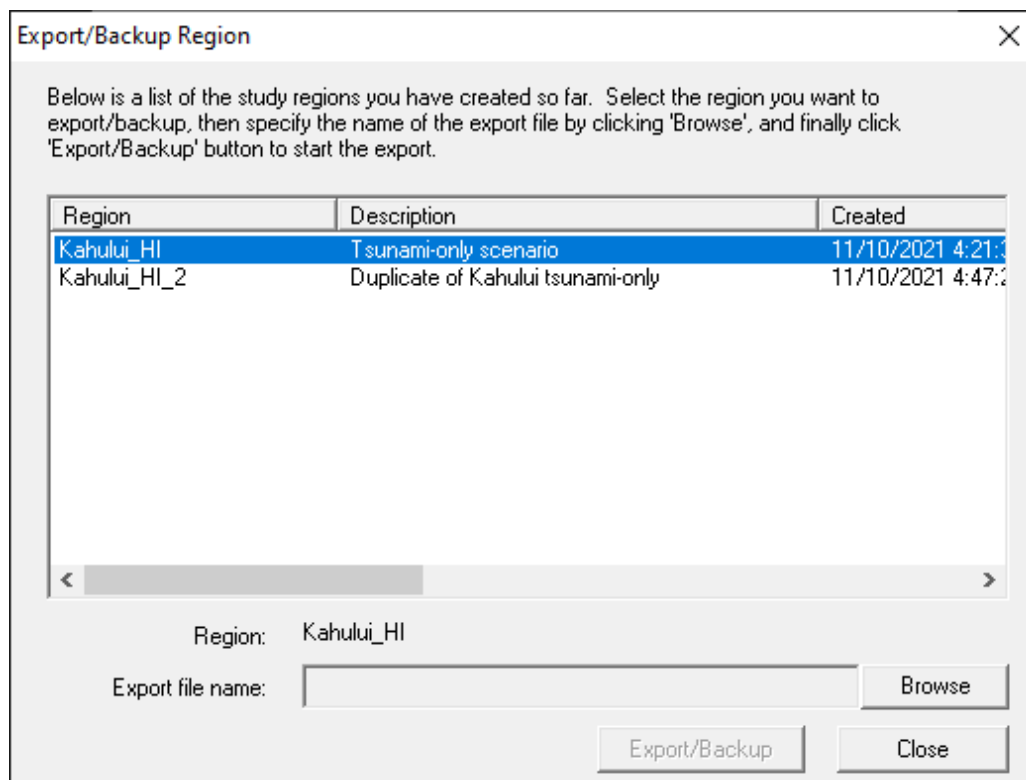 Export/Backup Region
Below is a list of the study regions you have created so far. Select the region you want to
export/backup, then specify the name of the export file by clicking 'Browse', and finally click
'Export/Backup' button to start the export.
Region Description Created
Kahului_HI Tsunami-only scenario 11/10/2021 4:21:3
Kahului_HI_2 Duplicate of Kahului tsunami-only 11/10/2021 4:47:2
Region: Kahului_HI
Export file name: Browse
Export/Backup Close